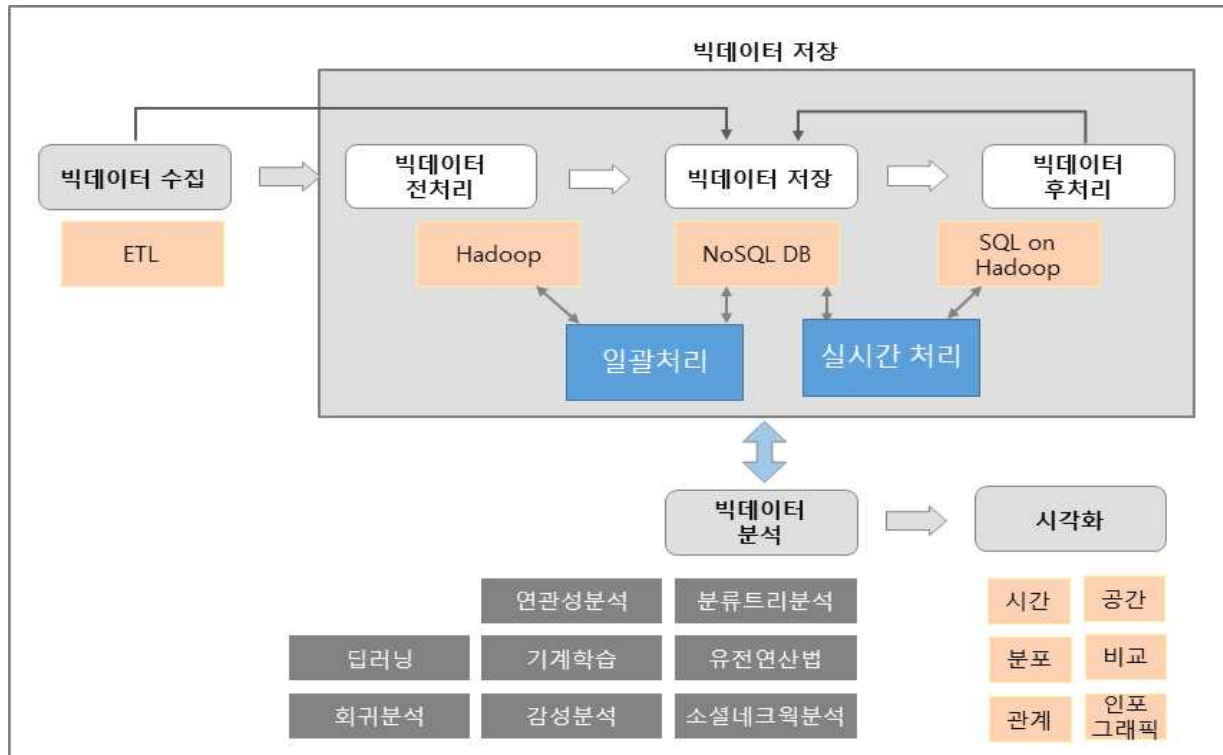 빅데이터 저장
빅데이터 수집
빅데이터
전처리
빅데이터 저장
빅데이터
후처리
ETL
Hadoop
NoSQL DB
SQL on
Hadoop
일괄처리
실시간 처리
빅데이터
분석
시각화
연관성분석
분류트리분석
시간
공간
딥러닝
기계학습
유전연산법
분포
비교
회귀분석
감성분석
소셜네크웍분석
관계
인포
그래픽